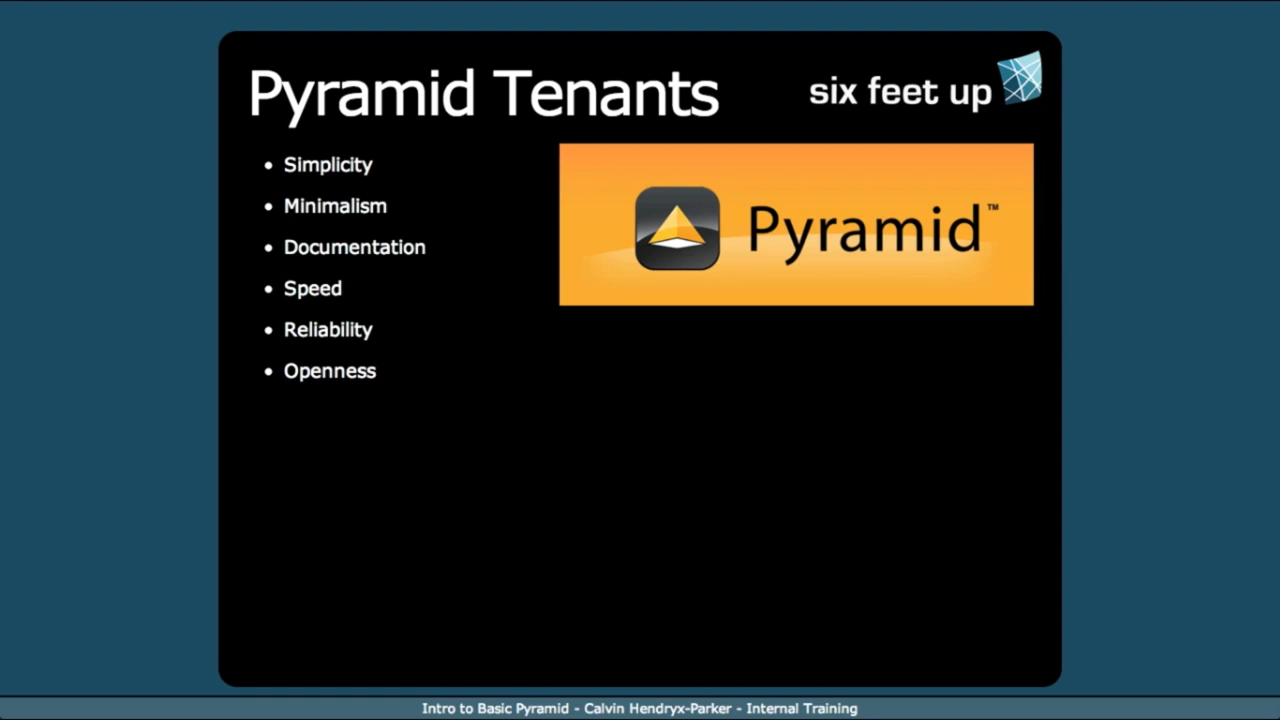 Pyramid Tenants
six feet up
• Simplicity
• Minimalism
• Documentation
• Speed
• Reliability
• Openness
Pyramid™
Intro to Basic Pyramid - Calvin Hendryx-Parker - Internal Training